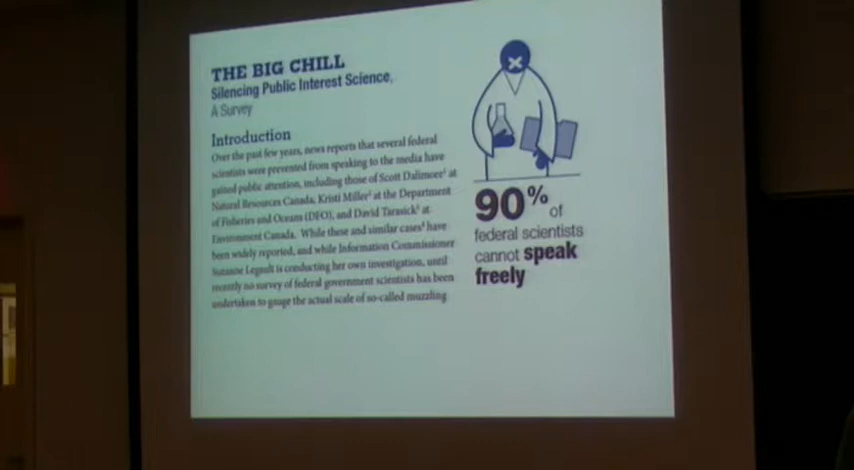 THE BIG CHILL
Silencing Public Interest Science,
A Survey
Introduction
Over the past few years, news reports that several federal
scientists were prevented from speaking to the media have
gained public attention, including those of Scott Dallimore¹ at
Natural Resources Canada, Kristi Miller² at the Department
of Fisheries and Oceans (DFO), and David Tarasick³ at
Environment Canada. While these and similar cases⁴ have
been widely reported, and while Information Commissioner
Suzanne Legault is conducting her own investigation, until
recently no survey of federal government scientists has been
undertaken to gauge the actual scale of so-called muzzling
90% of
federal scientists
cannot speak
freely